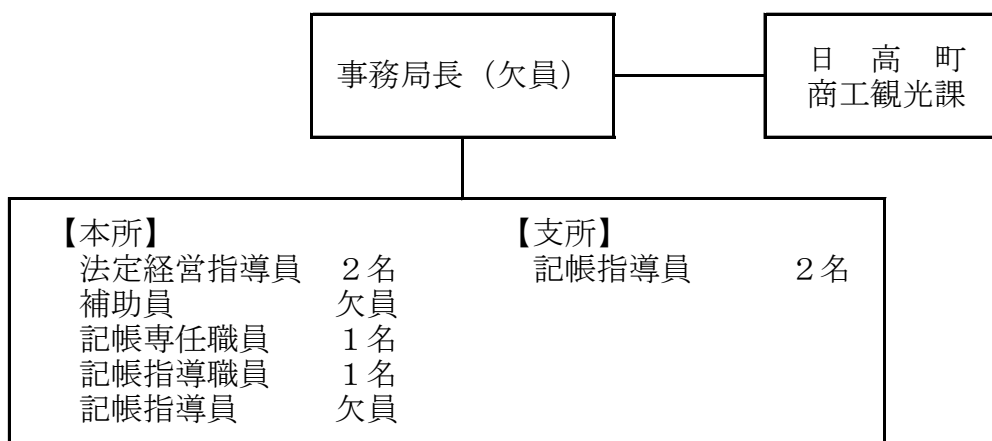 事務局長（欠員）
日　高　町
商工観光課
【本所】
法定経営指導員　２名
補助員　欠員
記帳専任職員　１名
記帳指導職員　１名
記帳指導員　欠員
【支所】
記帳指導員　２名